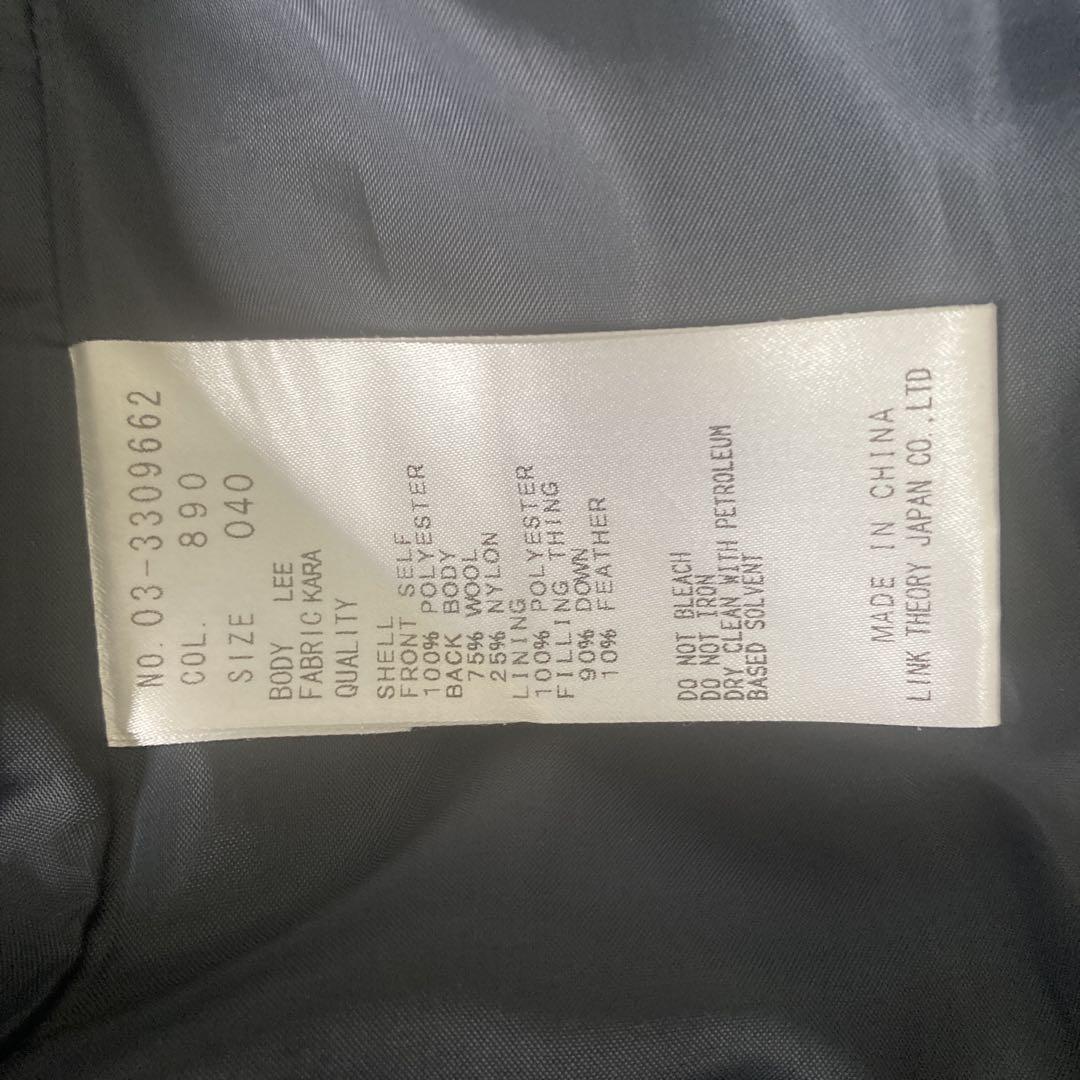 NO. 03-3309662
COL. 890
SIZE 040
BODY LEE
FABRIC KARA
QUALITY
SHELL
FRONT SELF
100% POLYESTER
BACK BODY
75% WOOL
25% NYLON
LINING
100% POLYESTER
FILLING THING
90% DOWN
10% FEATHER
DO NOT BLEACH
DO NOT IRON
DRY CLEAN WITH PETROLEUM
BASED SOLVENT
MADE IN CHINA
LINK THEORY JAPAN CO.,LTD